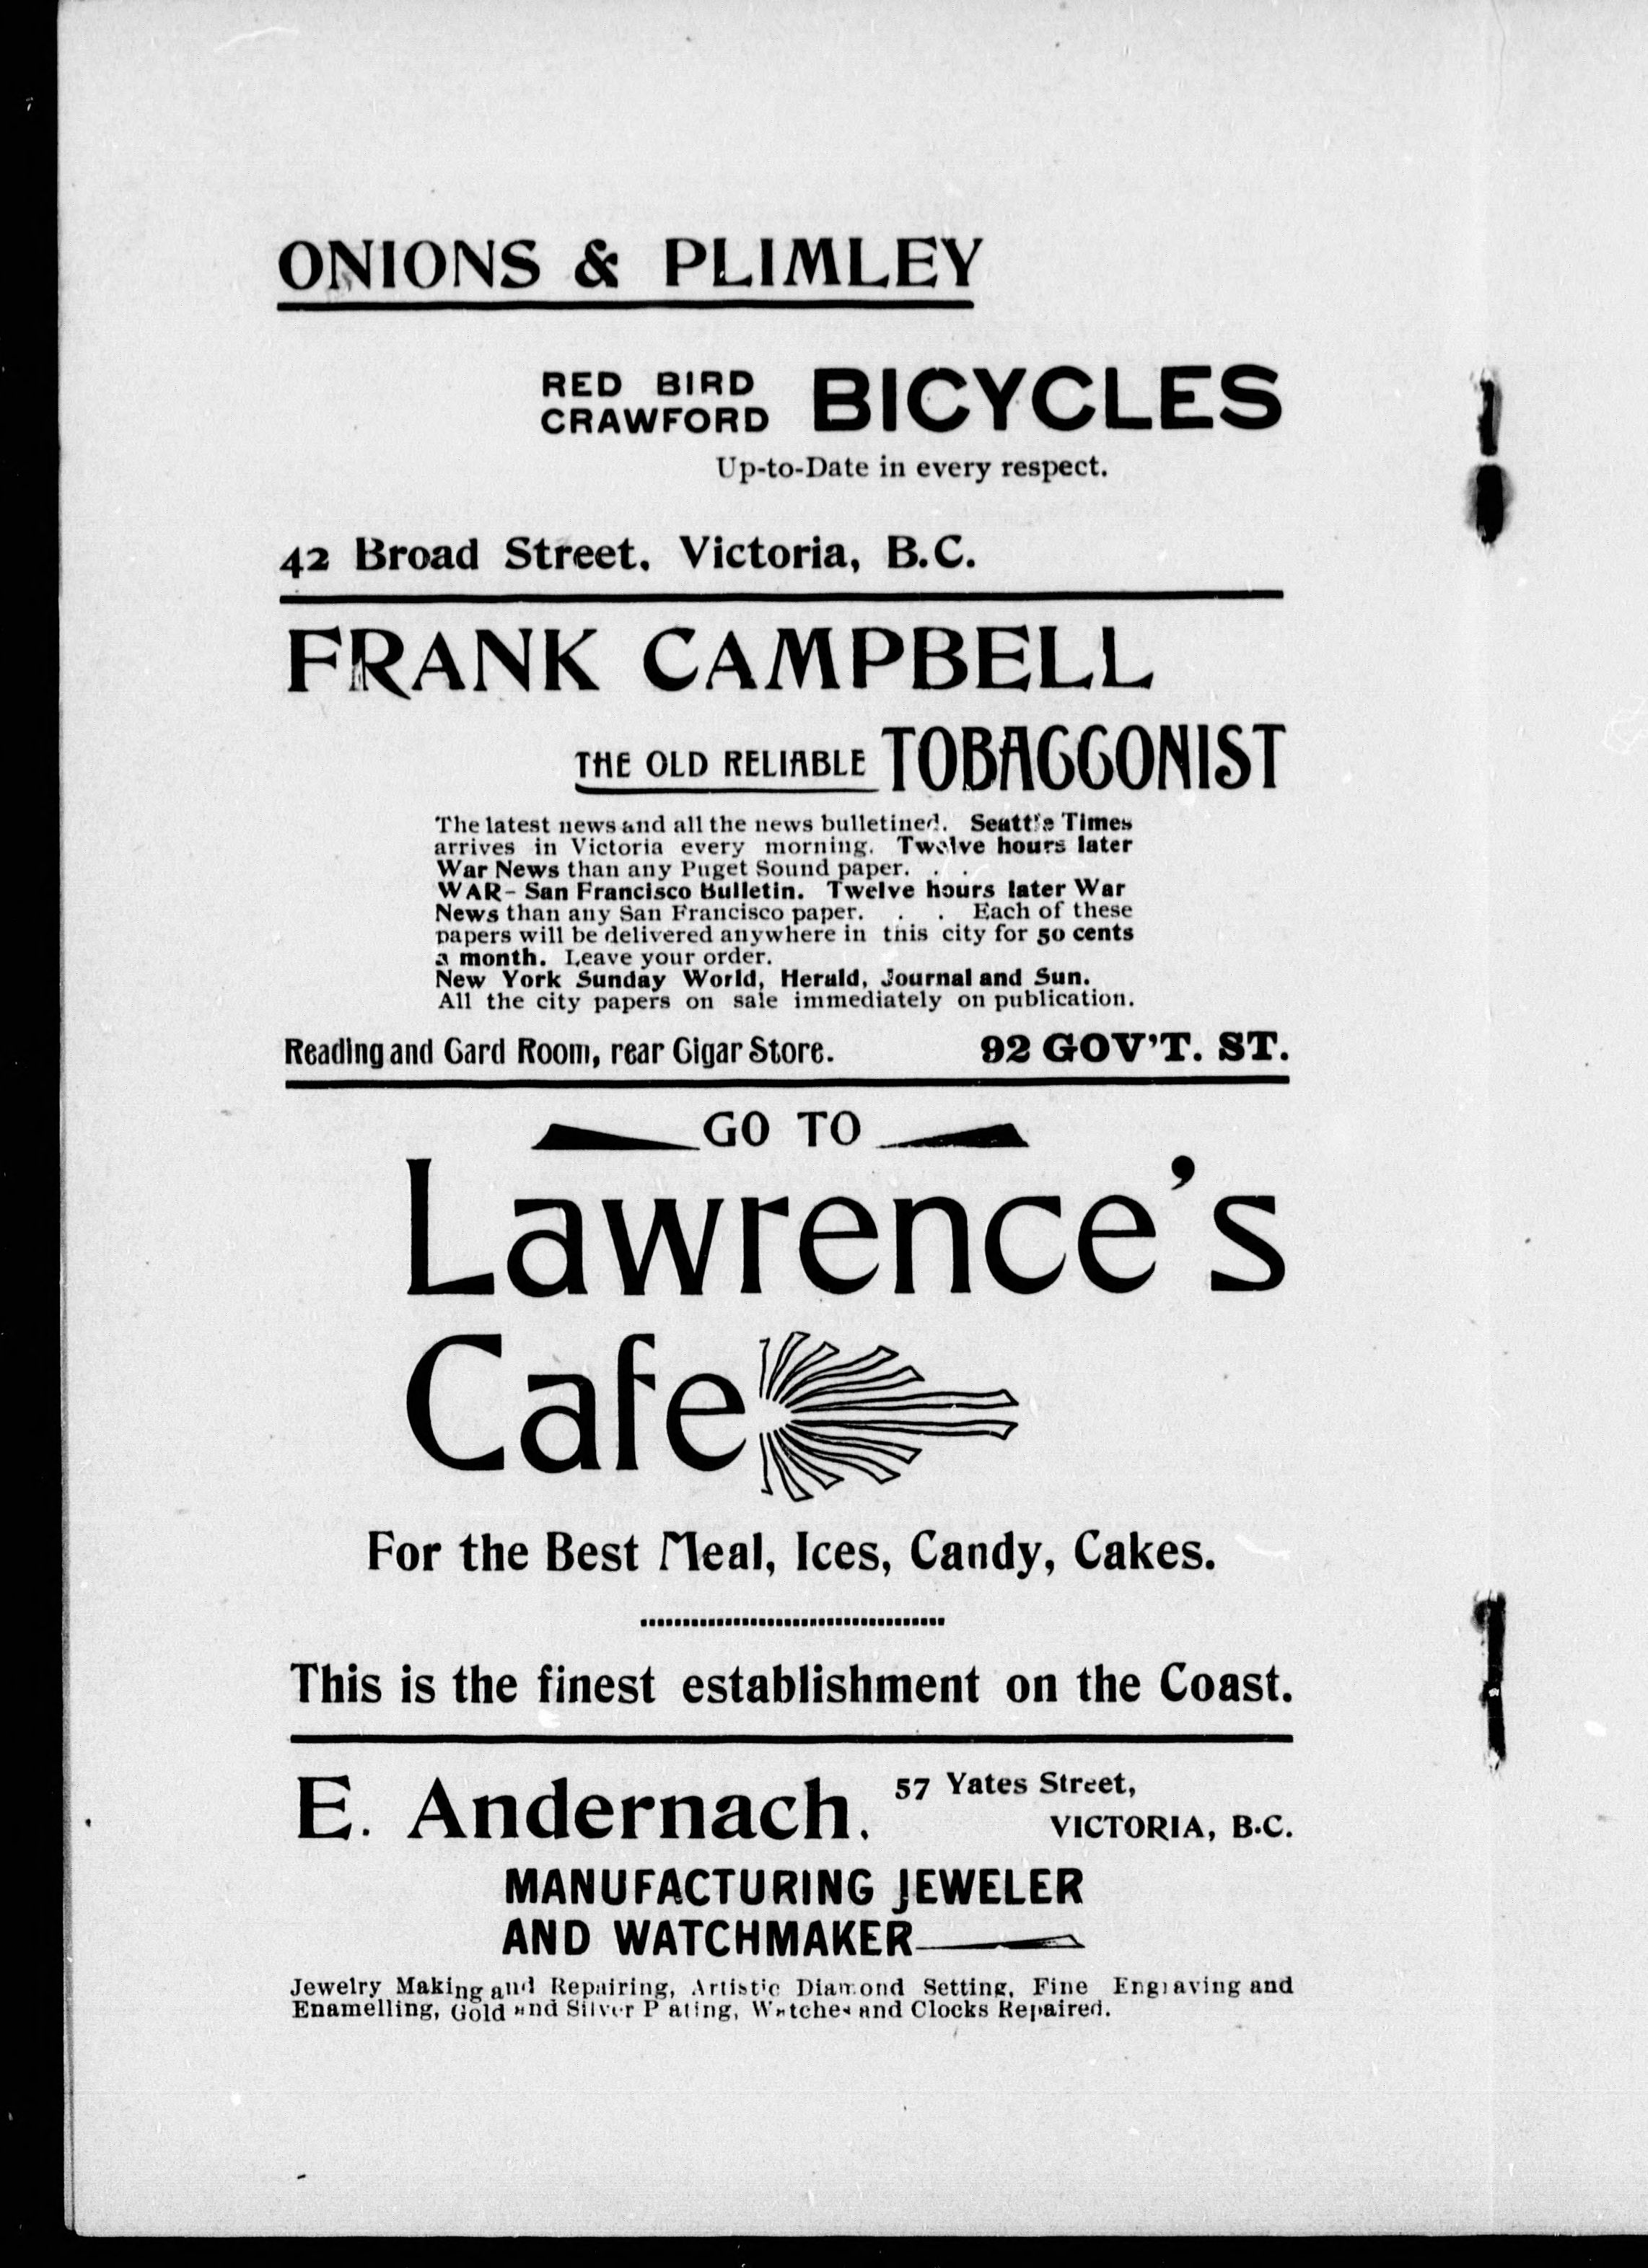 ONIONS & PLIMLEY
RED BIRD
CRAWFORD BICYCLES
Up-to-Date in every respect.
42 Broad Street. Victoria, B.C.
FRANK CAMPBELL
THE OLD RELIABLE TOBACCONIST
The latest news and all the news bulletined. Seattle Times
arrives in Victoria every morning. Twelve hours later
War News than any Puget Sound paper. . .
WAR- San Francisco Bulletin. Twelve hours later War
News than any San Francisco paper. . . Each of these
papers will be delivered anywhere in this city for 50 cents
a month. Leave your order.
New York Sunday World, Herald, Journal and Sun.
All the city papers on sale immediately on publication.
Reading and Card Room, rear Cigar Store. 92 GOV'T. ST.
GO TO
Lawrence's
Cafe
For the Best Meal, Ices, Candy, Cakes.
This is the finest establishment on the Coast.
E. Andernach. 57 Yates Street,
VICTORIA, B.C.
MANUFACTURING JEWELER
AND WATCHMAKER
Jewelry Making and Repairing, Artistic Diamond Setting, Fine Engraving and
Enamelling, Gold and Silver Plating, Watches and Clocks Repaired.